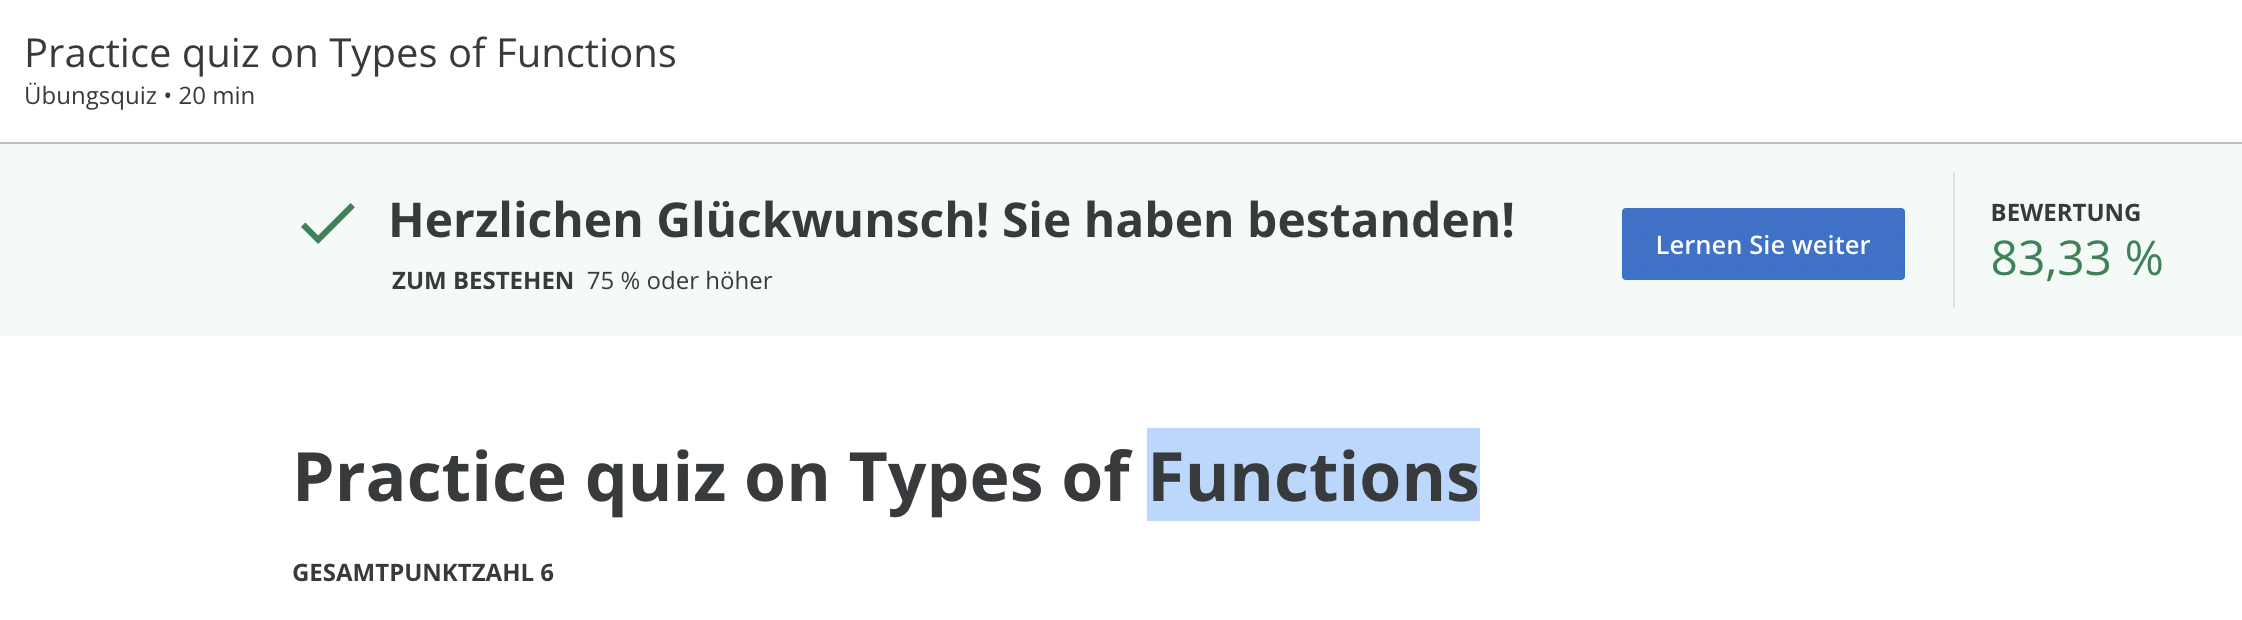 Practice quiz on Types of Functions
Übungsquiz • 20 min
Herzlichen Glückwunsch! Sie haben bestanden!
ZUM BESTEHEN 75 % oder höher
Lernen Sie weiter
BEWERTUNG
83,33 %
Practice quiz on Types of Functions
GESAMTPUNKTZAHL 6